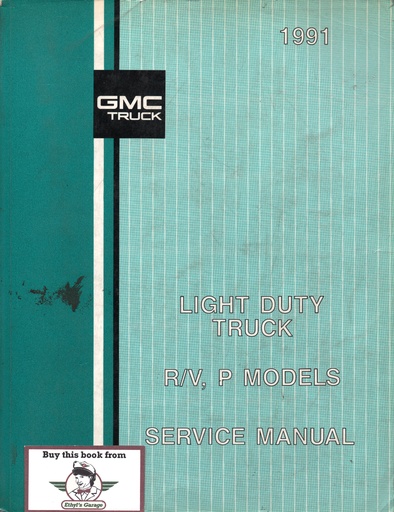 1991
GMC
TRUCK
LIGHT DUTY
TRUCK
R/V, P MODELS
SERVICE MANUAL
Buy this book from
Ethyl's Garage